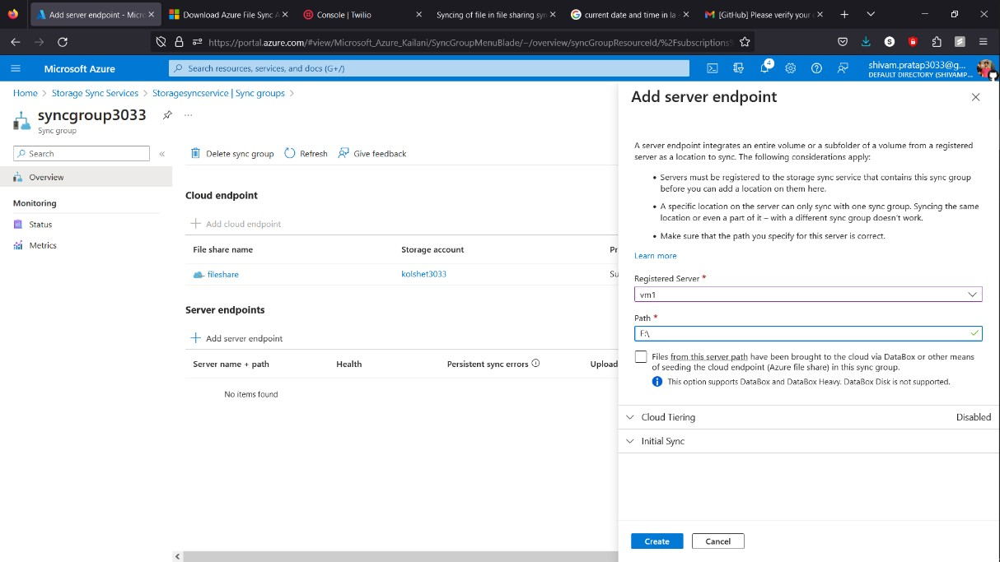 Add server endpoint - Micro
Download Azure File Sync A
Console | Twilio
Syncing of file in file sharing syn
current date and time in la -
[GitHub] Please verify your
https://portal.azure.com/#view/Microsoft_Azure_Kailani/SyncGroupMenuBlade/~/overview/syncGroupResourceId/%2Fsubscriptions%
Microsoft Azure
Search resources, services, and docs (G+/)
4
shivam.pratap3033@g...
DEFAULT DIRECTORY (SHIVAMP...
Home > Storage Sync Services > Storagesyncservice | Sync groups >
syncgroup3033
...
Sync group
Search
«
Overview
Monitoring
Status
Metrics
Delete sync group
Refresh
Give feedback
Cloud endpoint
Add cloud endpoint
File share name
Storage account
Pr
fileshare
kolshet3033
Su
Server endpoints
Add server endpoint
Server name + path
Health
Persistent sync errors
Upload
No items found
Add server endpoint
A server endpoint integrates an entire volume or a subfolder of a volume from a registered
server as a location to sync. The following considerations apply:
• Servers must be registered to the storage sync service that contains this sync group
before you can add a location on them here.
• A specific location on the server can only sync with one sync group. Syncing the same
location or even a part of it – with a different sync group doesn't work.
• Make sure that the path you specify for this server is correct.
Learn more
Registered Server *
vm1
Path *
F:\
Files from this server path have been brought to the cloud via DataBox or other means
of seeding the cloud endpoint (Azure file share) in this sync group.
This option supports DataBox and DataBox Heavy. DataBox Disk is not supported.
Cloud Tiering
Disabled
Initial Sync
Create
Cancel